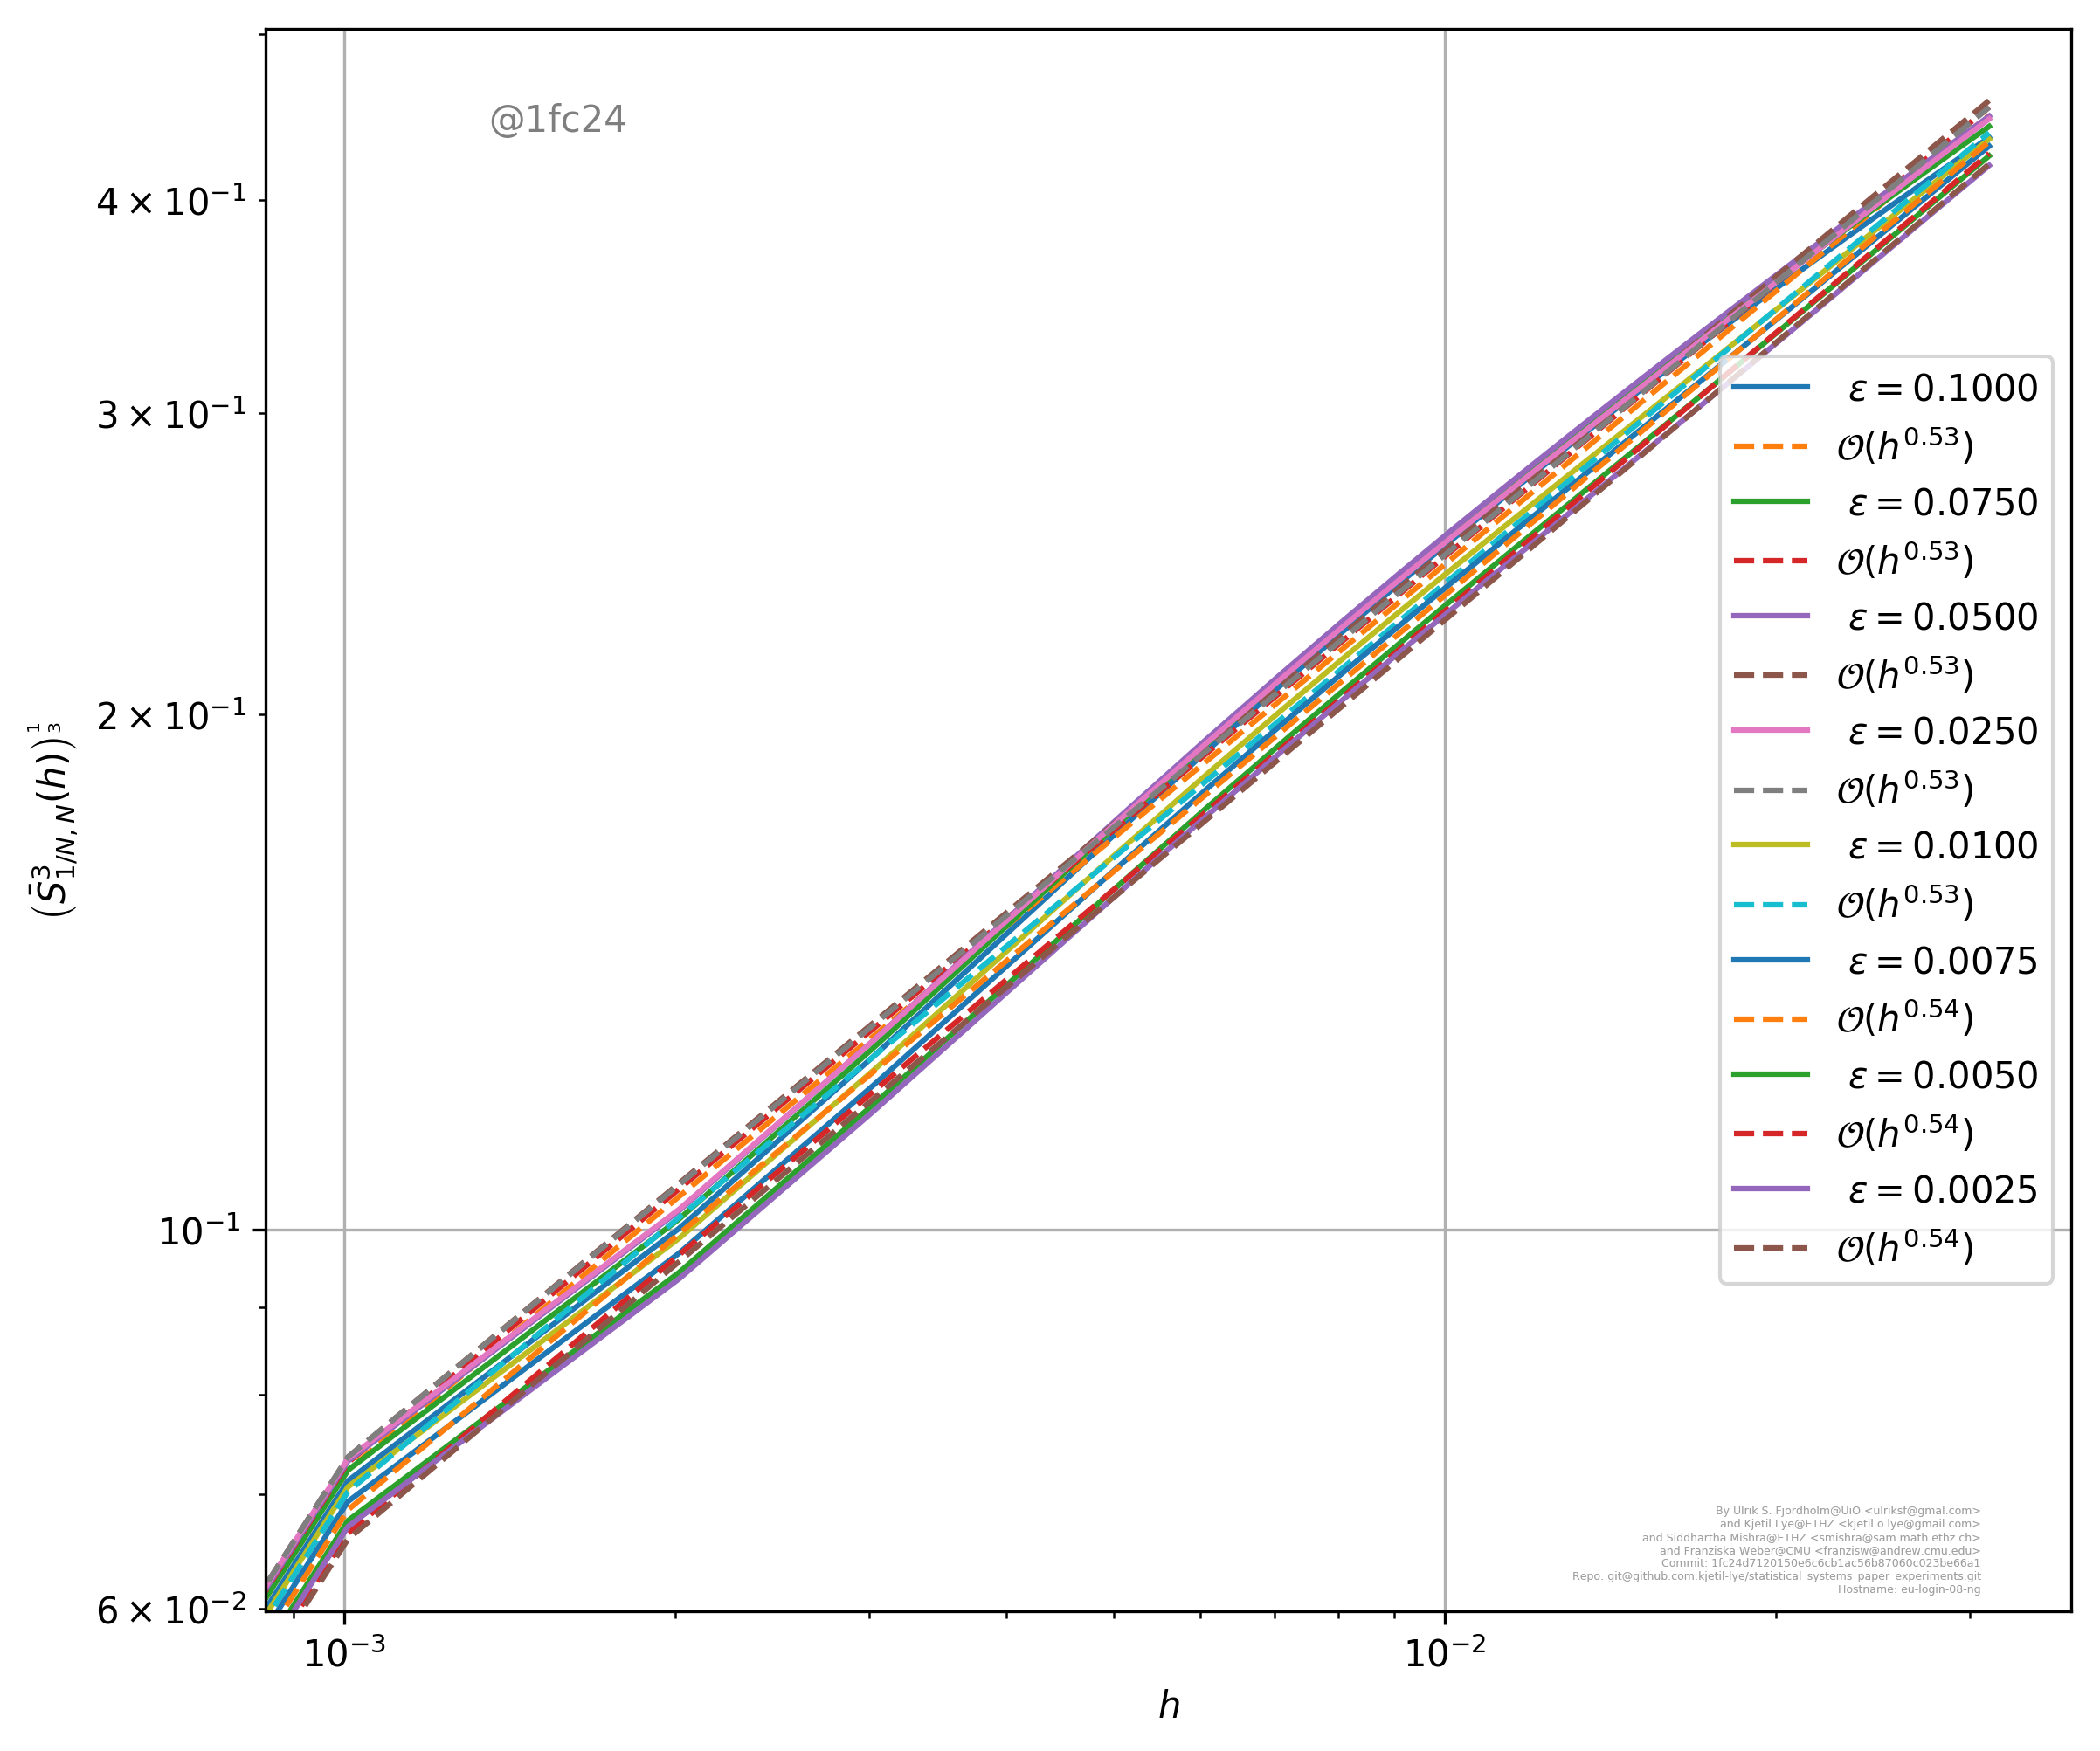 @1fc24
4 × 10⁻¹
3 × 10⁻¹
2 × 10⁻¹
10⁻¹
6 × 10⁻²
(S̄³_{1/N, N}(h))^{1/3}
10⁻³
10⁻²
h
ε = 0.1000
𝒪(h^{0.53})
ε = 0.0750
𝒪(h^{0.53})
ε = 0.0500
𝒪(h^{0.53})
ε = 0.0250
𝒪(h^{0.53})
ε = 0.0100
𝒪(h^{0.53})
ε = 0.0075
𝒪(h^{0.54})
ε = 0.0050
𝒪(h^{0.54})
ε = 0.0025
𝒪(h^{0.54})
By Ulrik S. Fjordholm@UiO <ulriksf@gmal.com>
and Kjetil Lye@ETHZ <kjetil.o.lye@gmail.com>
and Siddhartha Mishra@ETHZ <smishra@sam.math.ethz.ch>
and Franziska Weber@CMU <franzisw@andrew.cmu.edu>
Commit: 1fc24d7120150e6c6cb1ac56b87060c023be66a1
Repo: git@github.com:kjetil-lye/statistical_systems_paper_experiments.git
Hostname: eu-login-08-ng